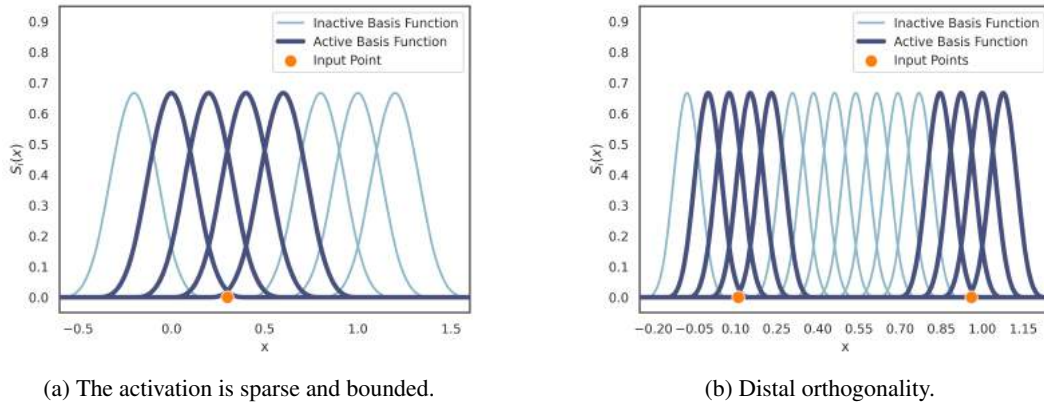 0.9
0.8
0.7
0.6
0.5
0.4
0.3
0.2
0.1
0.0
Sᵢ(x)
Inactive Basis Function
Active Basis Function
Input Point
−0.5 0.0 0.5 1.0 1.5
x
(a) The activation is sparse and bounded.
0.9
0.8
0.7
0.6
0.5
0.4
0.3
0.2
0.1
0.0
Sᵢ(x)
Inactive Basis Function
Active Basis Function
Input Points
−0.20 −0.05 0.10 0.25 0.40 0.55 0.70 0.85 1.00 1.15
x
(b) Distal orthogonality.